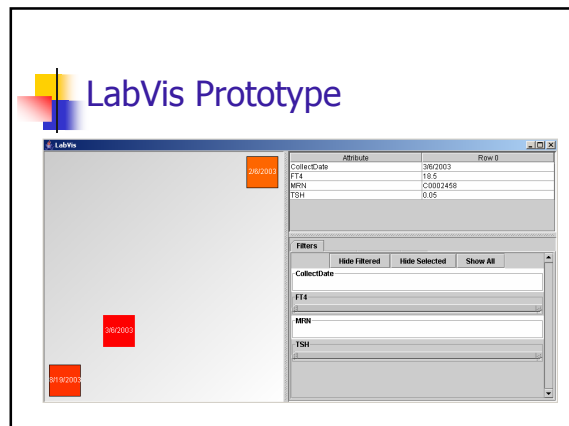 LabVis Prototype
LabVis
2/6/2003
3/6/2003
8/19/2003
Attribute Row 0
CollectDate 3/6/2003
FT4 18.5
MRN C0002458
TSH 0.05
Filters
Hide Filtered Hide Selected Show All
CollectDate
FT4
MRN
TSH